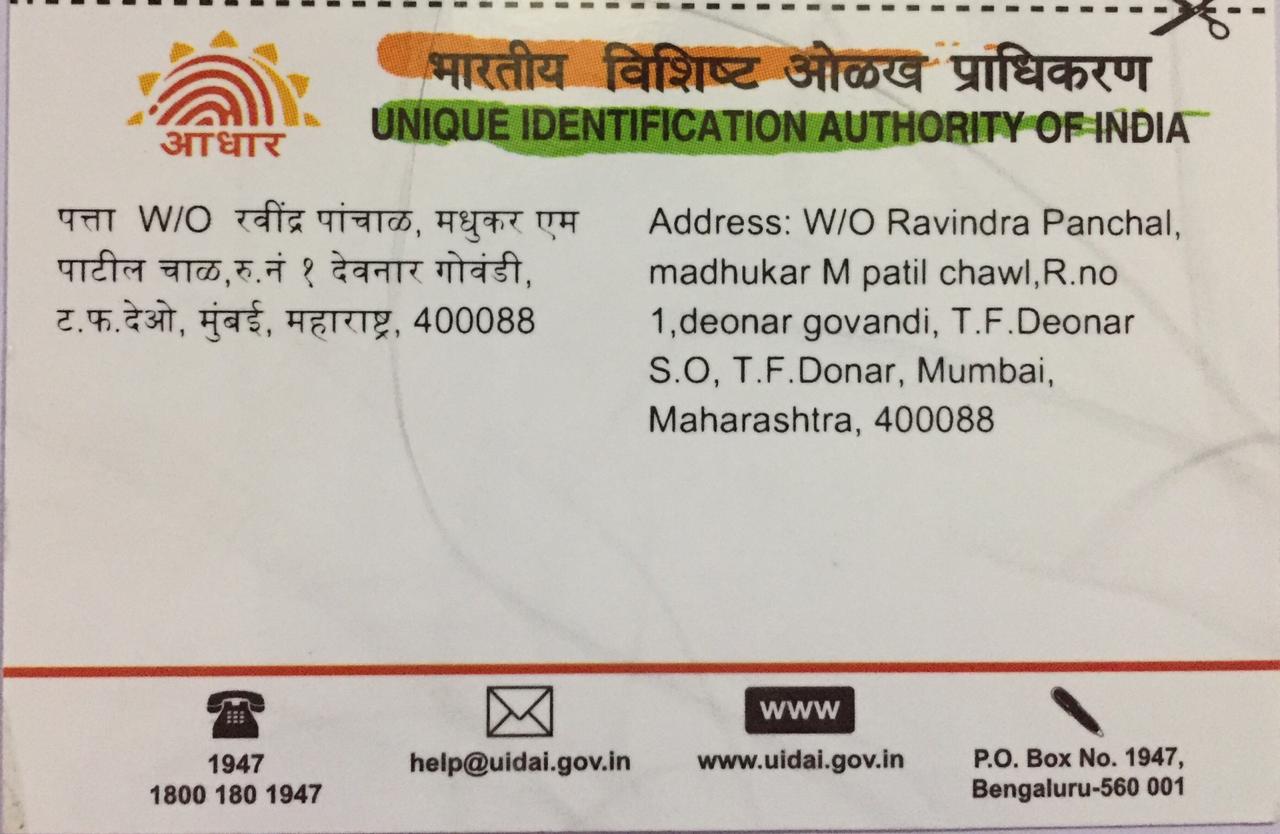 आधार
भारतीय विशिष्ट ओळख प्राधिकरण
UNIQUE IDENTIFICATION AUTHORITY OF INDIA
पत्ता W/O रवींद्र पांचाळ, मधुकर एम
पाटील चाळ,रु.नं १ देवनार गोवंडी,
ट.फ.देओ, मुंबई, महाराष्ट्र, 400088
Address: W/O Ravindra Panchal,
madhukar M patil chawl,R.no
1,deonar govandi, T.F.Deonar
S.O, T.F.Donar, Mumbai,
Maharashtra, 400088
1947
1800 180 1947
help@uidai.gov.in
www
www.uidai.gov.in
P.O. Box No. 1947,
Bengaluru-560 001